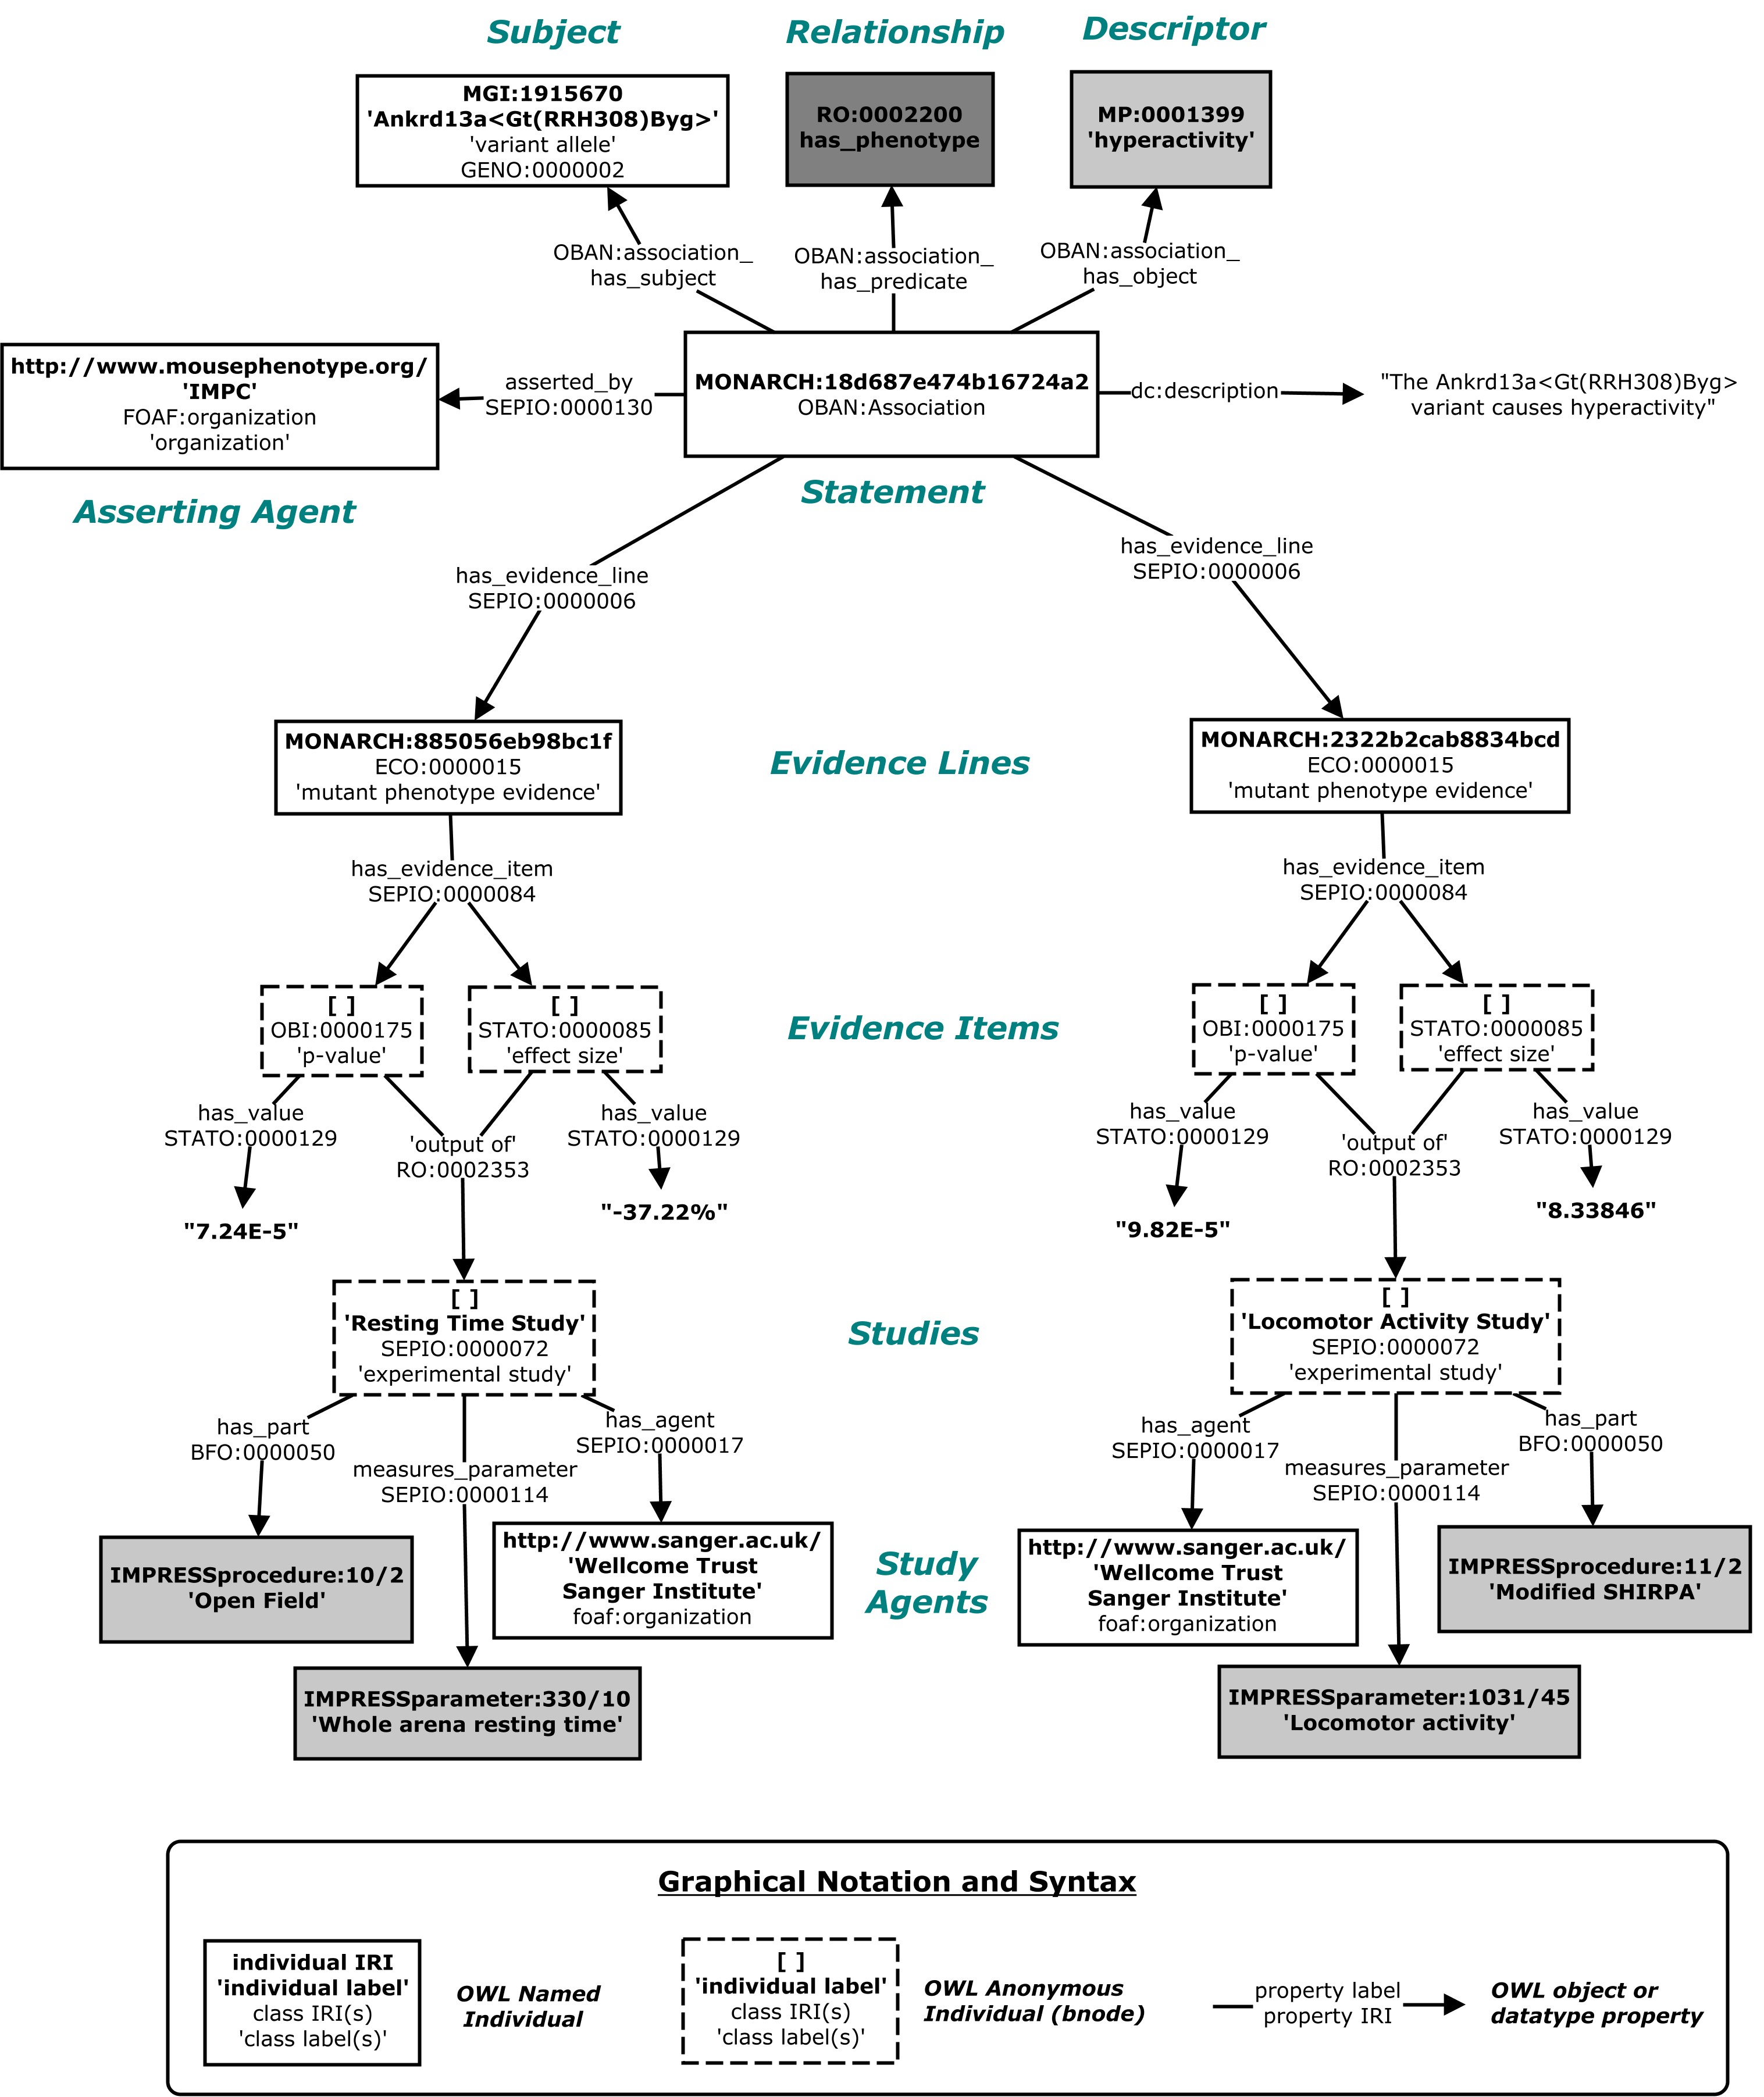 Subject
Relationship
Descriptor
MGI:1915670
'Ankrd13a<Gt(RRH308)Byg>'
'variant allele'
GENO:0000002
RO:0002200
has_phenotype
MP:0001399
'hyperactivity'
OBAN:association_
has_subject
OBAN:association_
has_predicate
OBAN:association_
has_object
http://www.mousephenotype.org/
'IMPC'
FOAF:organization
'organization'
asserted_by
SEPIO:0000130
MONARCH:18d687e474b16724a2
OBAN:Association
dc:description
"The Ankrd13a<Gt(RRH308)Byg>
variant causes hyperactivity"
Asserting Agent
Statement
has_evidence_line
SEPIO:0000006
has_evidence_line
SEPIO:0000006
MONARCH:885056eb98bc1f
ECO:0000015
'mutant phenotype evidence'
Evidence Lines
MONARCH:2322b2cab8834bcd
ECO:0000015
'mutant phenotype evidence'
has_evidence_item
SEPIO:0000084
has_evidence_item
SEPIO:0000084
[ ]
OBI:0000175
'p-value'
[ ]
STATO:0000085
'effect size'
Evidence Items
[ ]
OBI:0000175
'p-value'
[ ]
STATO:0000085
'effect size'
has_value
STATO:0000129
'output of'
RO:0002353
has_value
STATO:0000129
has_value
STATO:0000129
'output of'
RO:0002353
has_value
STATO:0000129
"7.24E-5"
"-37.22%"
"9.82E-5"
"8.33846"
[ ]
'Resting Time Study'
SEPIO:0000072
'experimental study'
Studies
[ ]
'Locomotor Activity Study'
SEPIO:0000072
'experimental study'
has_part
BFO:0000050
measures_parameter
SEPIO:0000114
has_agent
SEPIO:0000017
has_agent
SEPIO:0000017
measures_parameter
SEPIO:0000114
has_part
BFO:0000050
IMPRESSprocedure:10/2
'Open Field'
http://www.sanger.ac.uk/
'Wellcome Trust
Sanger Institute'
foaf:organization
Study
Agents
http://www.sanger.ac.uk/
'Wellcome Trust
Sanger Institute'
foaf:organization
IMPRESSprocedure:11/2
'Modified SHIRPA'
IMPRESSparameter:330/10
'Whole arena resting time'
IMPRESSparameter:1031/45
'Locomotor activity'
Graphical Notation and Syntax
individual IRI
'individual label'
class IRI(s)
'class label(s)'
OWL Named
Individual
[ ]
'individual label'
class IRI(s)
'class label(s)'
OWL Anonymous
Individual (bnode)
property label
property IRI
OWL object or
datatype property